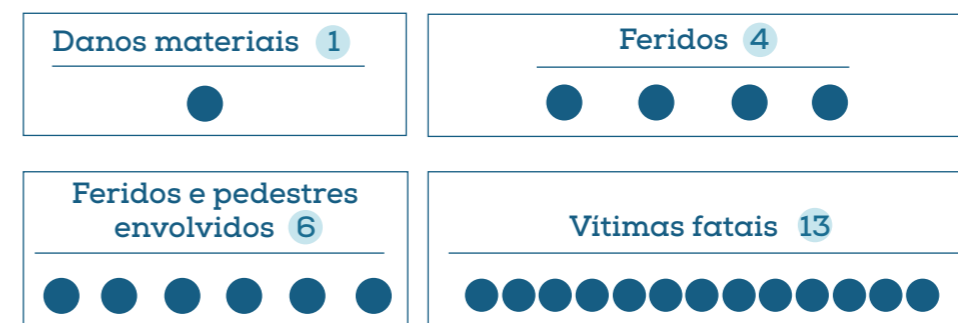 Danos materiais 1
Feridos 4
Feridos e pedestres
envolvidos 6
Vítimas fatais 13